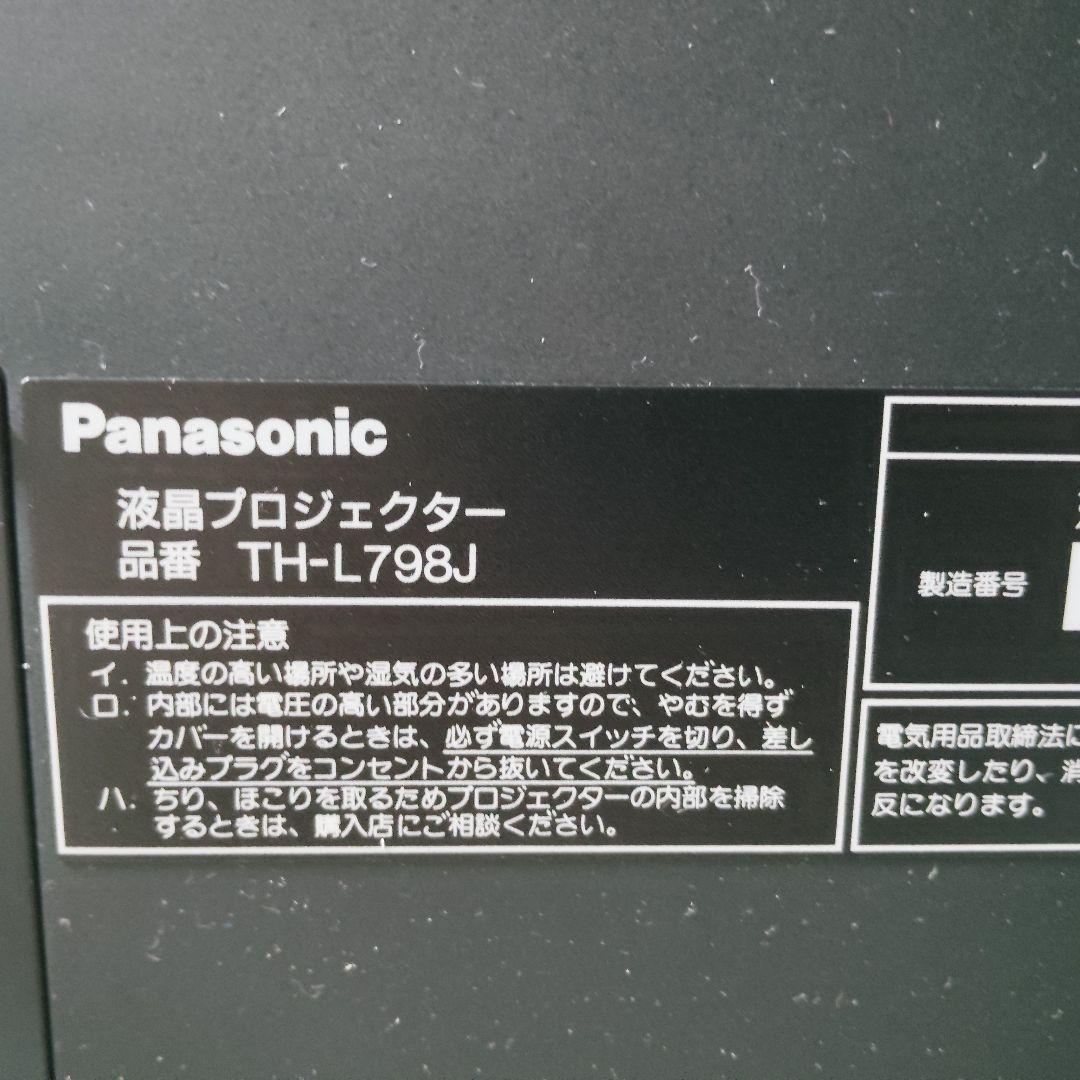 Panasonic
液晶プロジェクター
品番 TH-L798J
使用上の注意
イ. 温度の高い場所や湿気の多い場所は避けてください。
ロ. 内部には電圧の高い部分がありますので、やむを得ず
カバーを開けるときは、必ず電源スイッチを切り、差し
込みプラグをコンセントから抜いてください。
ハ. ちり、ほこりを取るためプロジェクターの内部を掃除
するときは、購入店にご相談ください。
製造番号
電気用品取締法に
を改変したり、消
反になります。